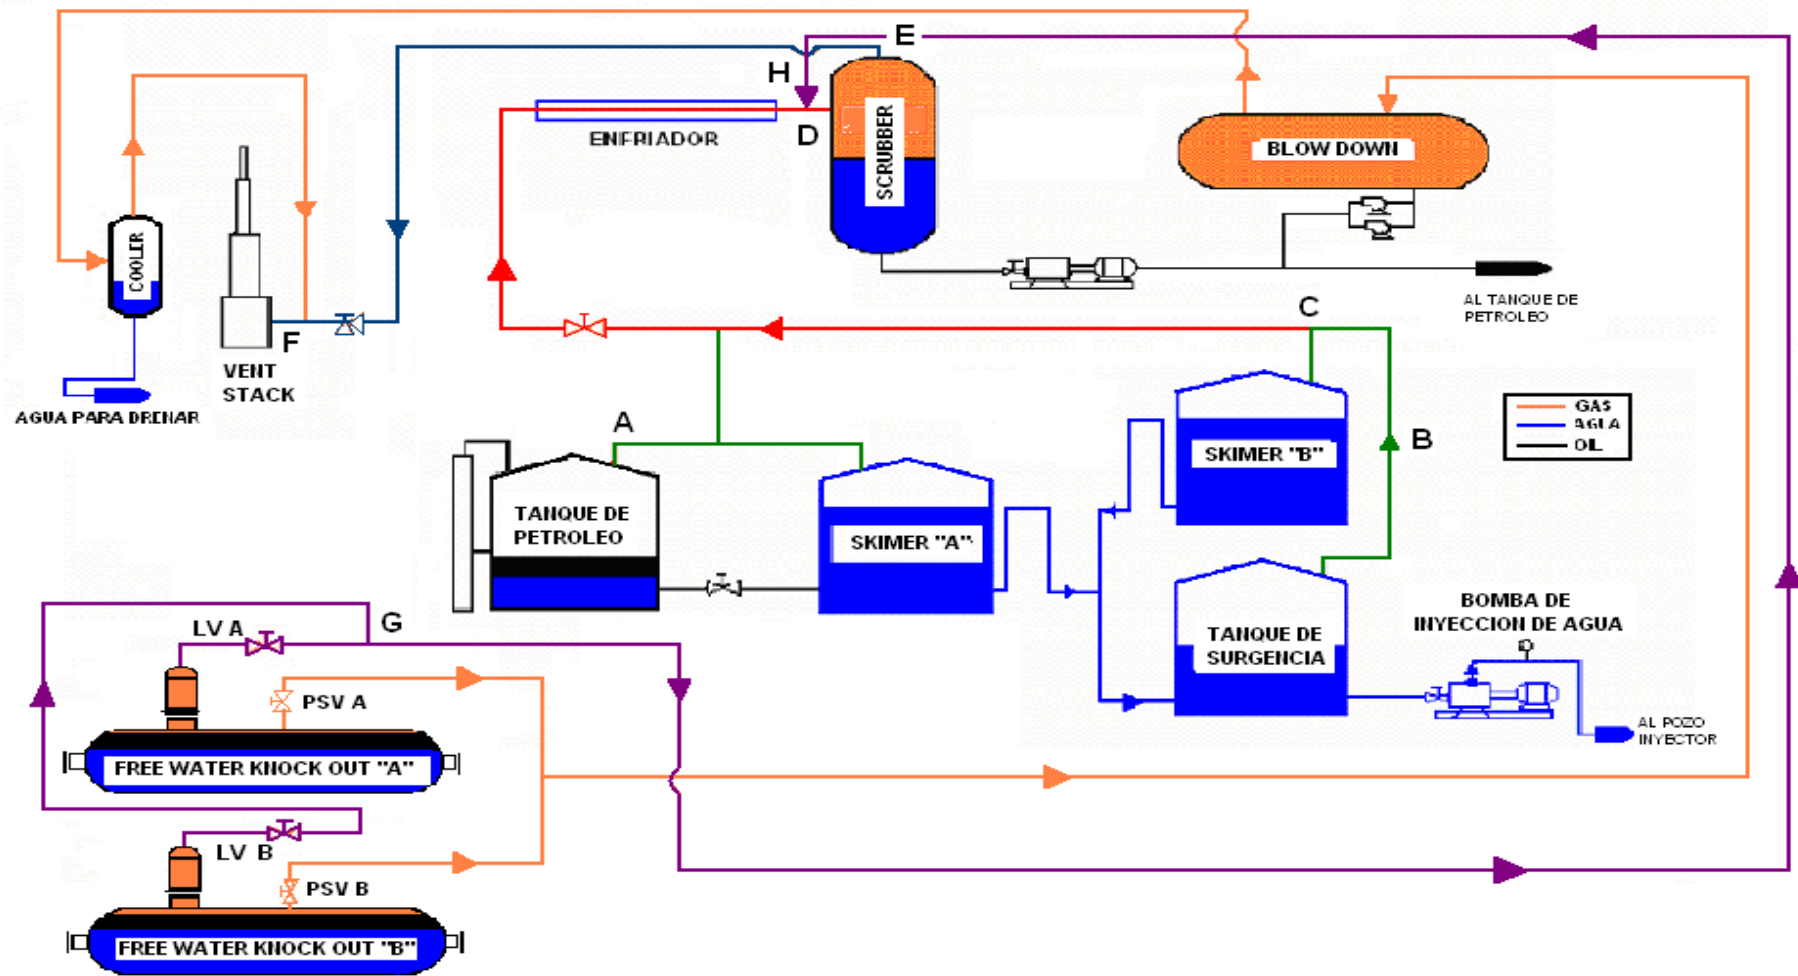 E
H
D
ENFRIADOR
SCRUBBER
BLOW DOWN
COOLER
F
VENT
STACK
AGUA PARA DRENAR
AL TANQUE DE
PETROLEO
C
GAS
AGUA
OIL
A
B
SKIMER "B"
TANQUE DE
PETROLEO
SKIMER "A"
BOMBA DE
INYECCION DE AGUA
TANQUE DE
SURGENCIA
AL POZO
INYECTOR
G
LV A
PSV A
FREE WATER KNOCK OUT "A"
LV B
PSV B
FREE WATER KNOCK OUT "B"